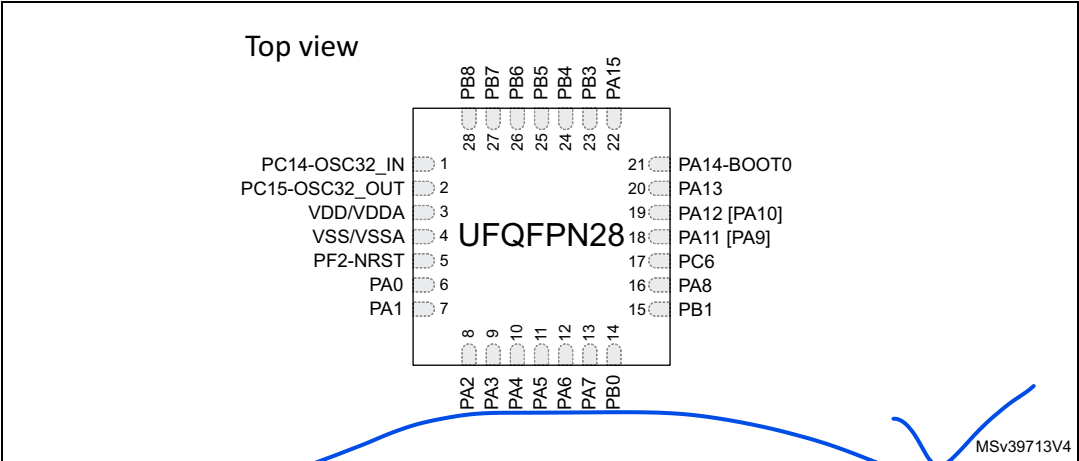 Top view
PB8
PB7
PB6
PB5
PB4
PB3
PA15
28
27
26
25
24
23
22
PC14-OSC32_IN 1
PC15-OSC32_OUT 2
VDD/VDDA 3
VSS/VSSA 4
PF2-NRST 5
PA0 6
PA1 7
UFQFPN28
21 PA14-BOOT0
20 PA13
19 PA12 [PA10]
18 PA11 [PA9]
17 PC6
16 PA8
15 PB1
8
9
10
11
12
13
14
PA2
PA3
PA4
PA5
PA6
PA7
PB0
MSv39713V4